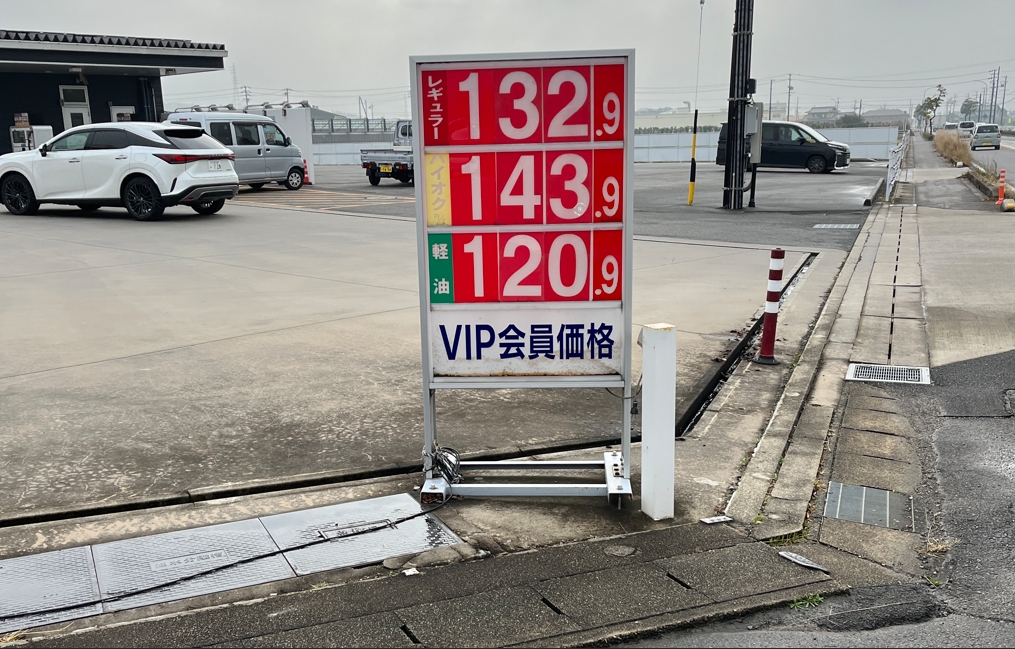 レギュラー 132.9
ハイオク 143.9
軽油 120.9
VIP会員価格